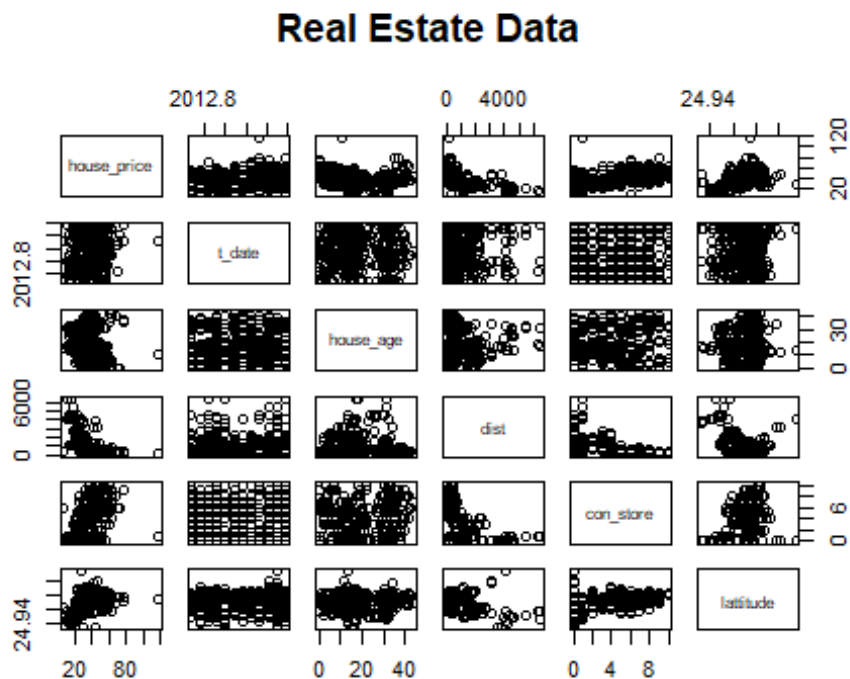 Real Estate Data
2012.8 0 4000 24.94
house_price 120 20
2012.8 t_date
house_age 30 0
6000 0 dist
con_store 6 0
24.94 lattitude
20 80 0 20 40 0 4 8